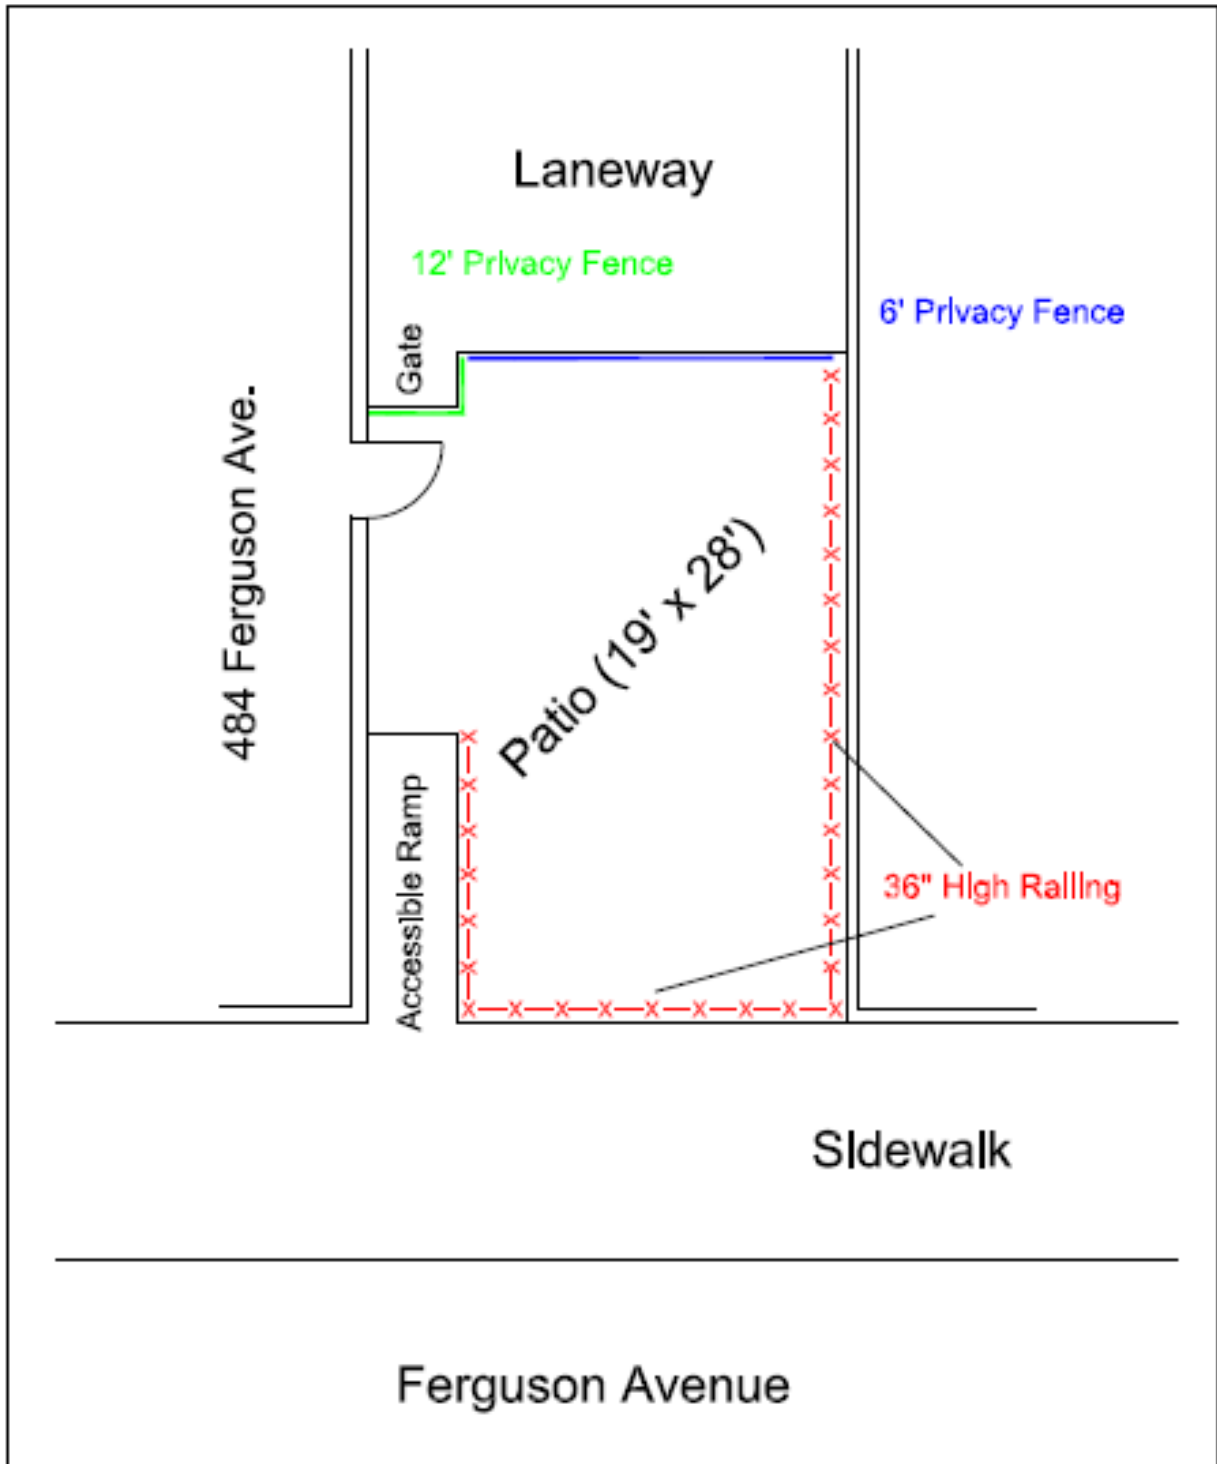 Laneway
12' Privacy Fence
6' Privacy Fence
Gate
484 Ferguson Ave.
Patio (19' x 28')
Accessible Ramp
36" High Railing
Sidewalk
Ferguson Avenue